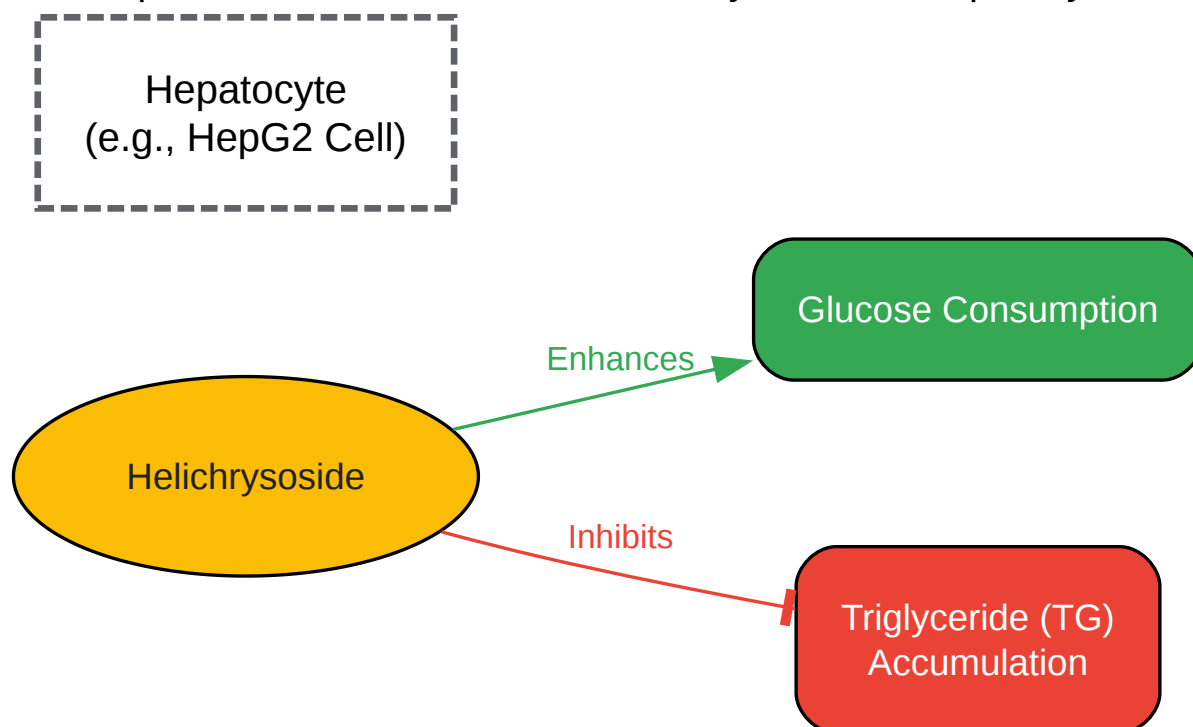 Hepatocyte
(e.g., HepG2 Cell)
Glucose Consumption
Enhances
Helichrysoside
Inhibits
Triglyceride (TG)
Accumulation